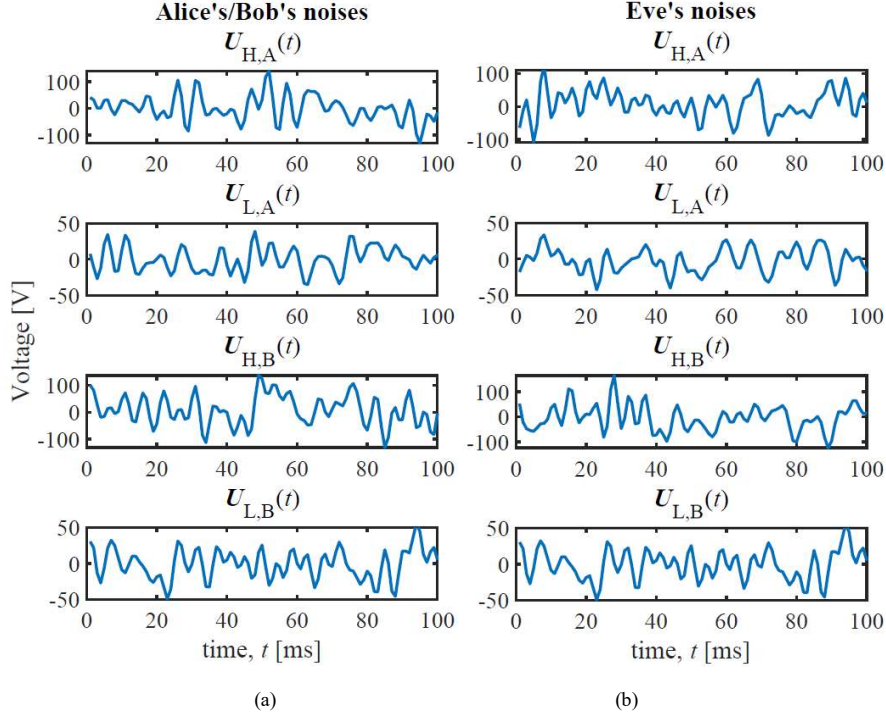 Alice's/Bob's noises
U_H,A(t)
100
0
-100
0 20 40 60 80 100
U_L,A(t)
50
0
-50
0 20 40 60 80 100
U_H,B(t)
100
0
-100
0 20 40 60 80 100
U_L,B(t)
50
0
-50
0 20 40 60 80 100
Voltage [V]
time, t [ms]
(a)
Eve's noises
U_H,A(t)
100
0
-100
0 20 40 60 80 100
U_L,A(t)
50
0
-50
0 20 40 60 80 100
U_H,B(t)
100
0
-100
0 20 40 60 80 100
U_L,B(t)
50
0
-50
0 20 40 60 80 100
time, t [ms]
(b)